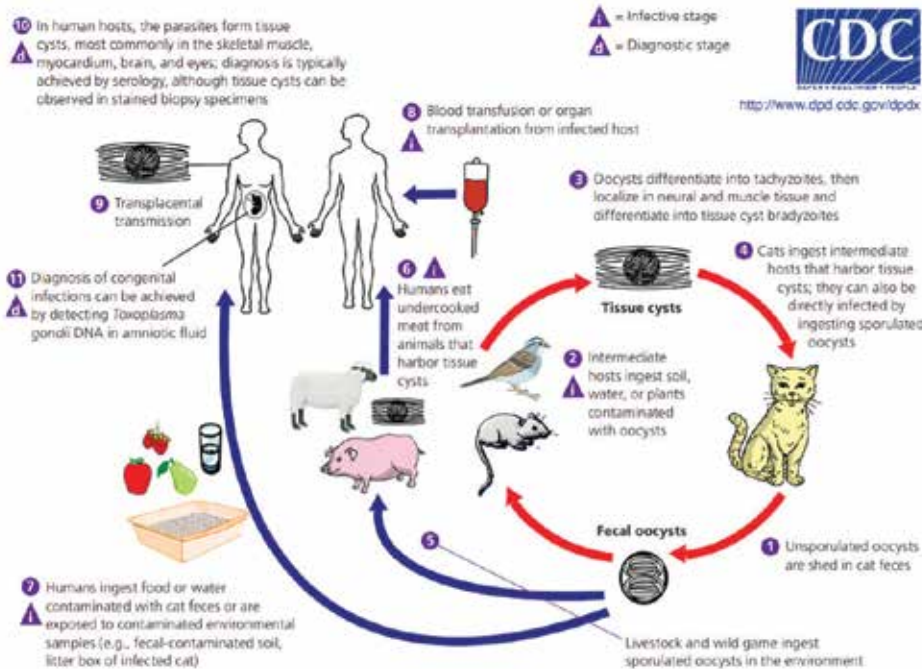 10 In human hosts, the parasites form tissue
d cysts, most commonly in the skeletal muscle,
myocardium, brain, and eyes; diagnosis is typically
achieved by serology, although tissue cysts can be
observed in stained biopsy specimens
i = Infective stage
d = Diagnostic stage
CDC
SAFER • HEALTHIER • PEOPLE
http://www.dpd.cdc.gov/dpdx
8 Blood transfusion or organ
i transplantation from infected host
9 Transplacental
transmission
3 Oocysts differentiate into tachyzoites, then
localize in neural and muscle tissue and
differentiate into tissue cyst bradyzoites
4 Cats ingest intermediate
hosts that harbor tissue
cysts; they can also be
directly infected by
ingesting sporulated
oocysts
Tissue cysts
11 Diagnosis of congenital
d infections can be achieved
by detecting Toxoplasma
gondii DNA in amniotic fluid
6 i
Humans eat
undercooked
meat from
animals that
harbor tissue
cysts
2 Intermediate
i hosts ingest soil,
water, or plants
contaminated
with oocysts
Fecal oocysts
5
1 Unsporulated oocysts
are shed in cat feces
7 Humans ingest food or water
i contaminated with cat feces or are
exposed to contaminated environmental
samples (e.g., fecal-contaminated soil,
litter box of infected cat)
Livestock and wild game ingest
sporulated oocysts in the environment